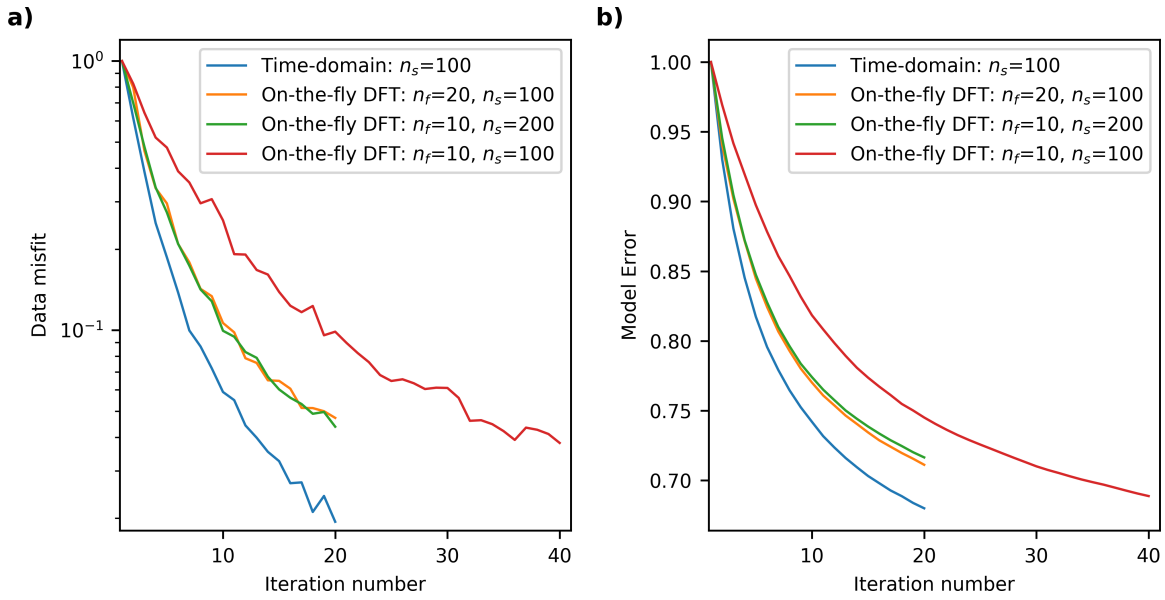 a)
Data misfit
10⁰
10⁻¹
10
20
30
40
Iteration number
Time-domain: nₛ=100
On-the-fly DFT: n_f=20, nₛ=100
On-the-fly DFT: n_f=10, nₛ=200
On-the-fly DFT: n_f=10, nₛ=100
b)
Model Error
1.00
0.95
0.90
0.85
0.80
0.75
0.70
10
20
30
40
Iteration number
Time-domain: nₛ=100
On-the-fly DFT: n_f=20, nₛ=100
On-the-fly DFT: n_f=10, nₛ=200
On-the-fly DFT: n_f=10, nₛ=100